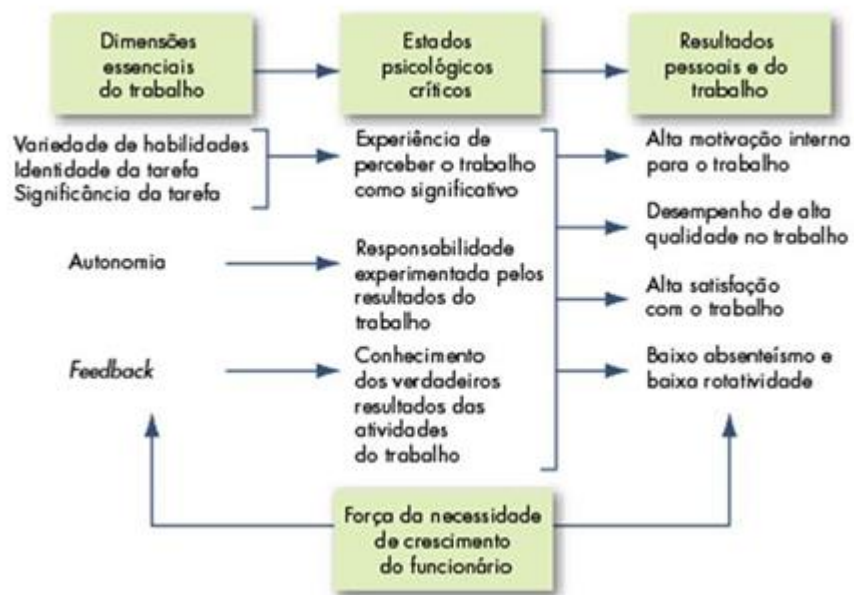 Dimensões
essenciais
do trabalho
Estados
psicológicos
críticos
Resultados
pessoais e do
trabalho
Variedade de habilidades
Identidade da tarefa
Significância da tarefa
Experiência de
perceber o trabalho
como significativo
Alta motivação interna
para o trabalho
Desempenho de alta
qualidade no trabalho
Autonomia
Responsabilidade
experimentada pelos
resultados do
trabalho
Alta satisfação
com o trabalho
Feedback
Conhecimento
dos verdadeiros
resultados das
atividades
do trabalho
Baixo absenteísmo e
baixa rotatividade
Força da necessidade
de crescimento
do funcionário